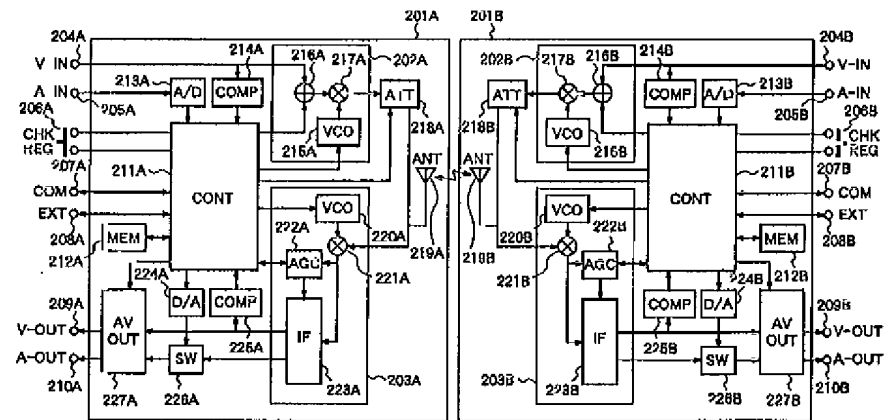 201A 201B
204A 214A 216A 217A 202A 202B 217B 216B 214B 204B
V IN V-IN
213A 213B
A IN A/D COMP ATT ATT COMP A/D A-IN
205A 218A 218B 205B
206A VCO VCO 206B
CHK 215A 215B CHK
REG ANT ANT REG
207A 211A 211B 207B
COM CONT CONT COM
EXT VCO VCO EXT
208A MEM 222A 220A 219A 219B 220B 222B MEM 208B
212A 221A 221B 212B
224A AGC AGC 224B
209A D/A COMP D/A 209B
V-OUT AV OUT IF IF COMP AV OUT V-OUT
225A 225B
A-OUT SW SW A-OUT
210A 203A 203B 210B
227A 226A 223A 223B 226B 227B